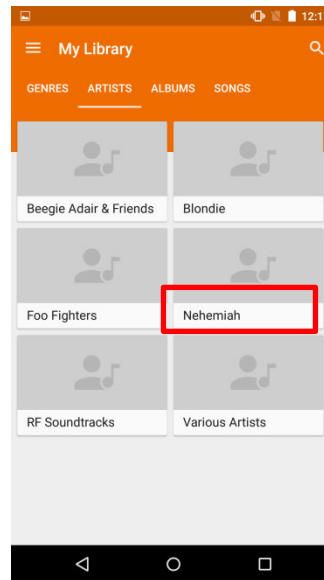 12:1
My Library
GENRES ARTISTS ALBUMS SONGS
Beegie Adair & Friends Blondie
Foo Fighters Nehemiah
RF Soundtracks Various Artists